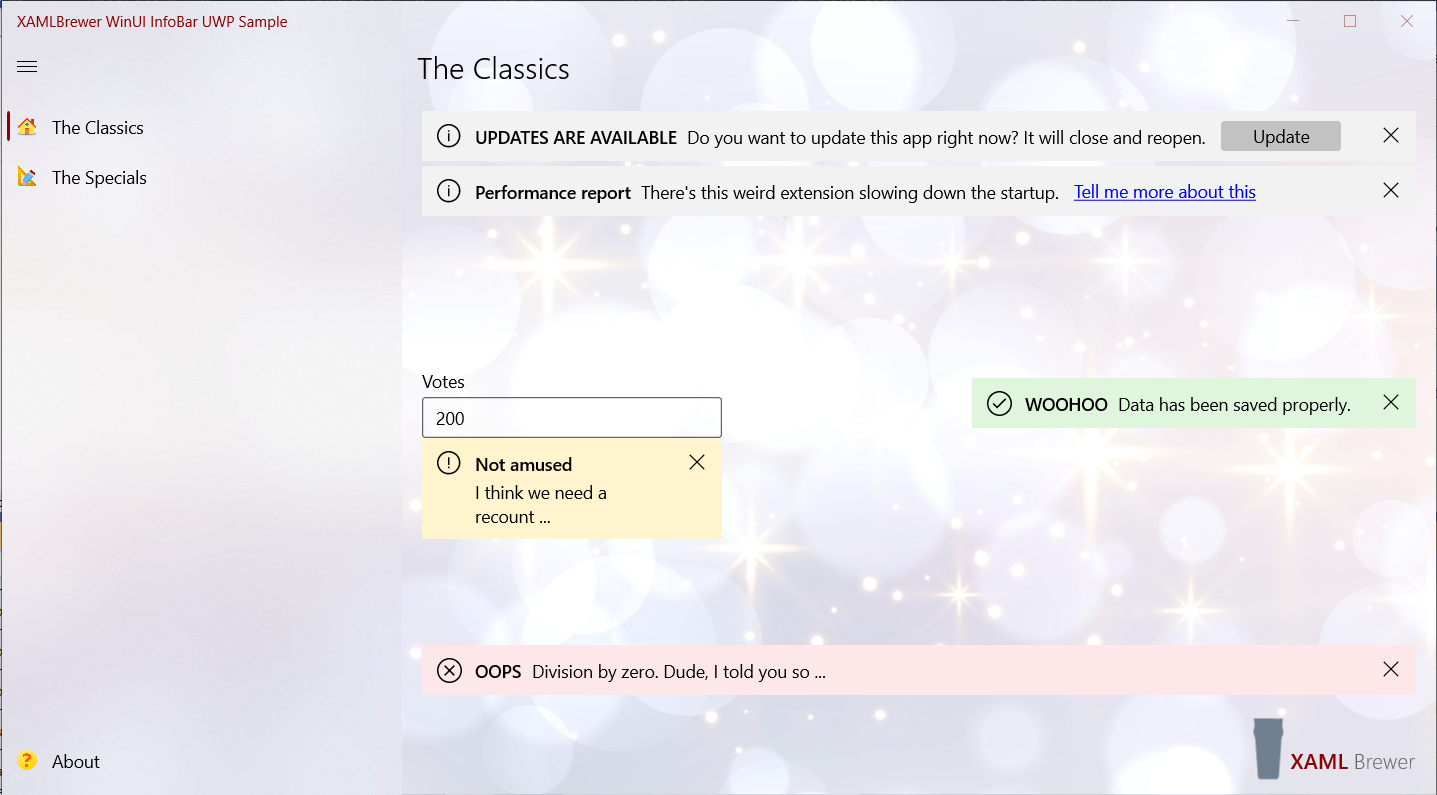 XAMLBrewer WinUI InfoBar UWP Sample
The Classics
The Specials
About
The Classics
UPDATES ARE AVAILABLE Do you want to update this app right now? It will close and reopen. Update
Performance report There's this weird extension slowing down the startup. Tell me more about this
Votes
200
Not amused
I think we need a
recount ...
WOOHOO Data has been saved properly.
OOPS Division by zero. Dude, I told you so ...
XAML Brewer